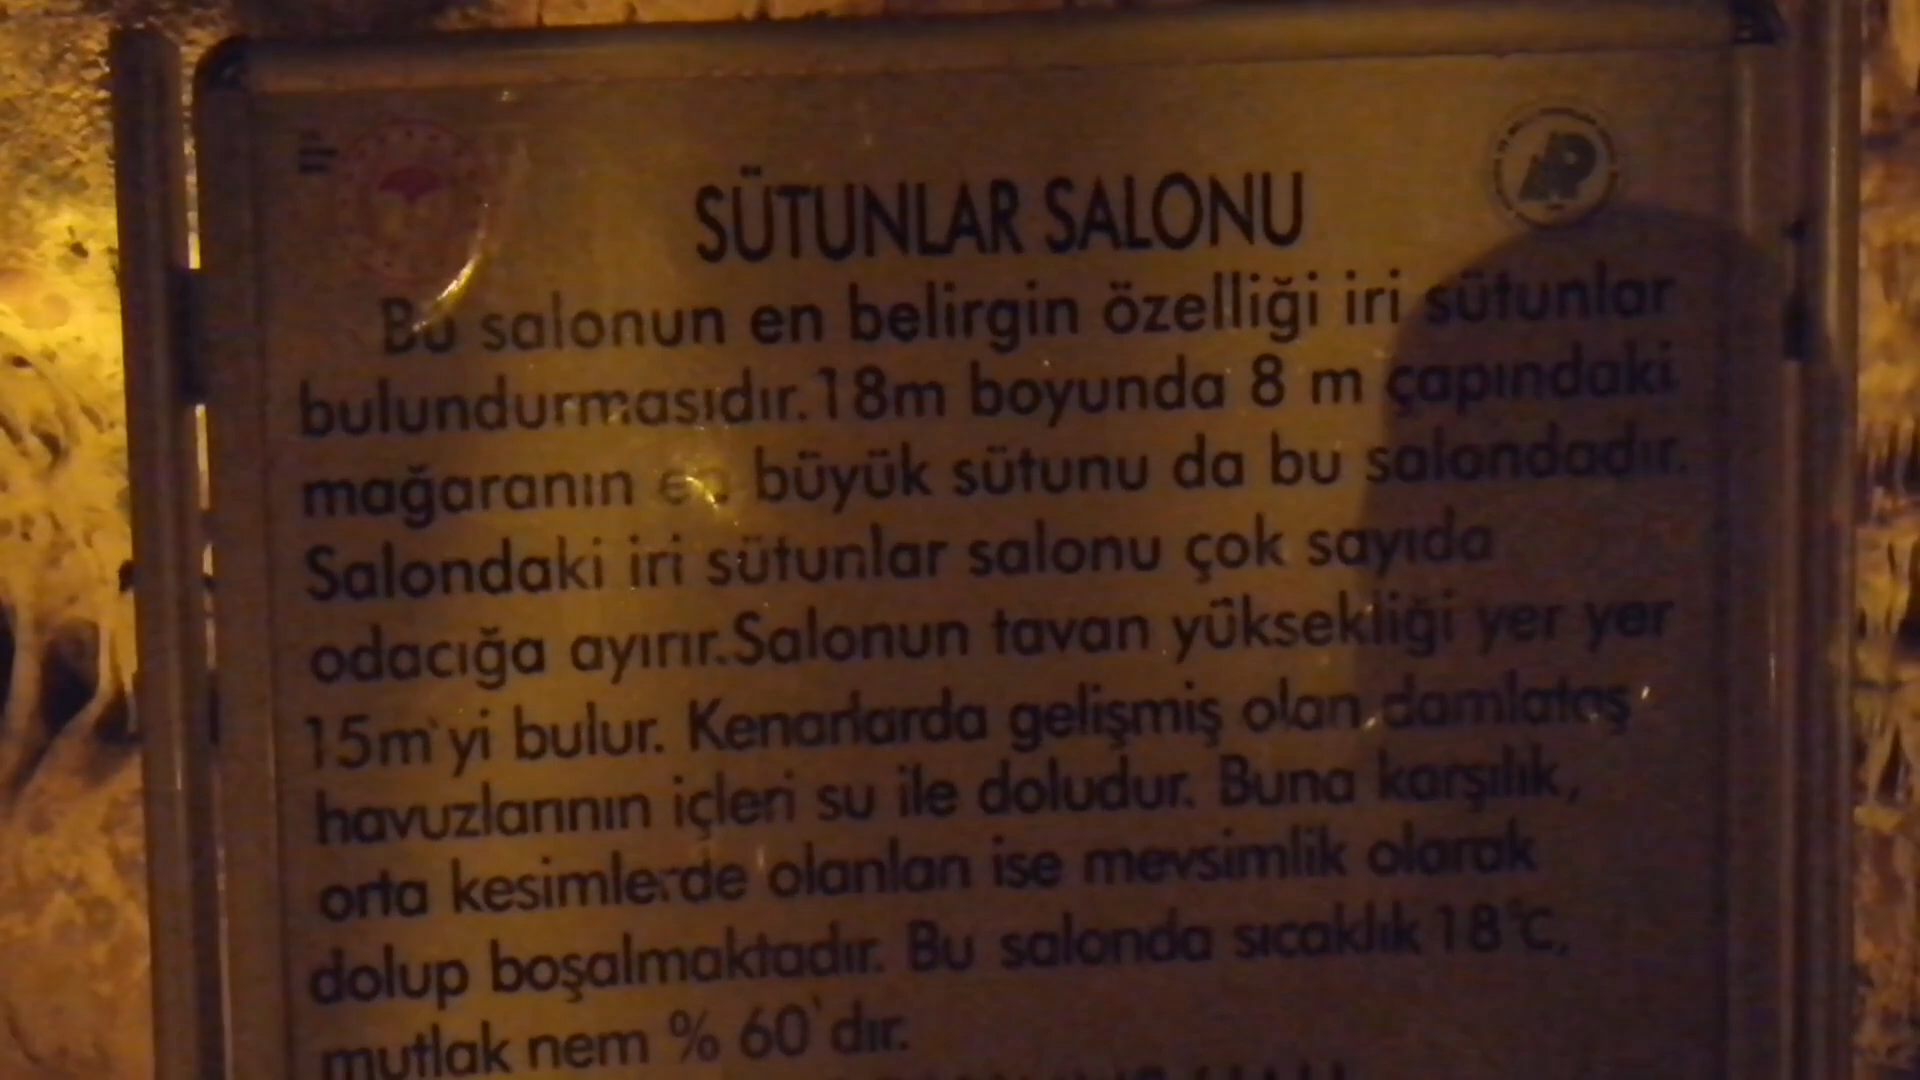 SÜTUNLAR SALONU
Bu salonun en belirgin özelliği iri sütunlar
bulundurmasıdır.18m boyunda 8 m çapındaki
mağaranın en büyük sütunu da bu salondadır.
Salondaki iri sütunlar salonu çok sayıda
odacığa ayırır.Salonun tavan yüksekliği yer yer
15m'yi bulur. Kenarlarda gelişmiş olan damlataş
havuzlarının içleri su ile doludur. Buna karşılık,
orta kesimlerde olanları ise mevsimlik olarak
dolup boşalmaktadır. Bu salonda sıcaklık 18°C,
mutlak nem % 60'dır.